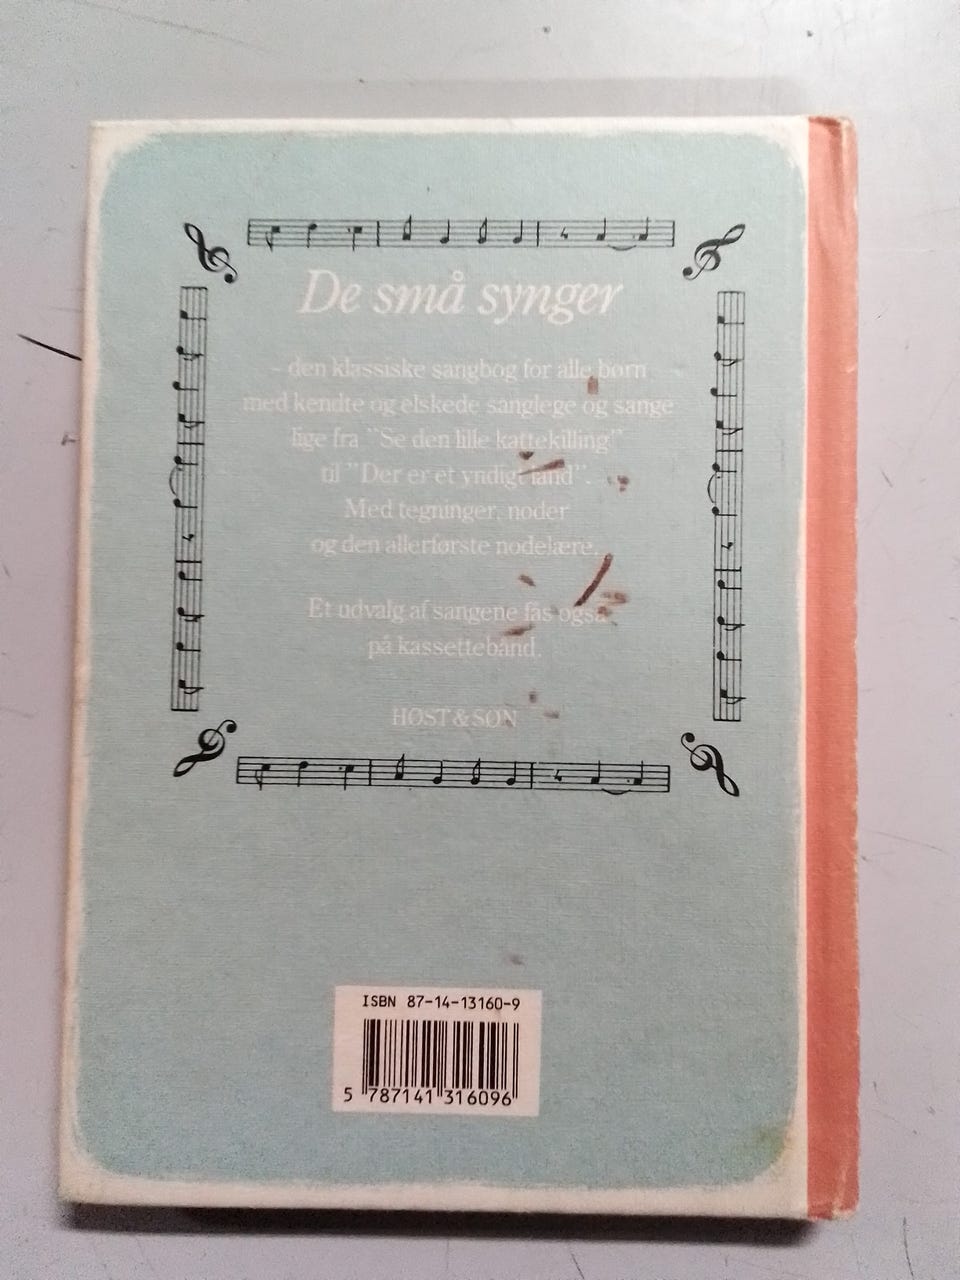 De små synger
- den klassiske sangbog for alle børn
med kendte og elskede sanglege og sange
lige fra "Se den lille kattekilling"
til "Der er et yndigt land".
Med tegninger, noder
og den allerførste nodelære.
Et udvalg af sangene fås også
på kassettebånd.
HØST & SØN
ISBN 87-14-13160-9
5 787141 316096